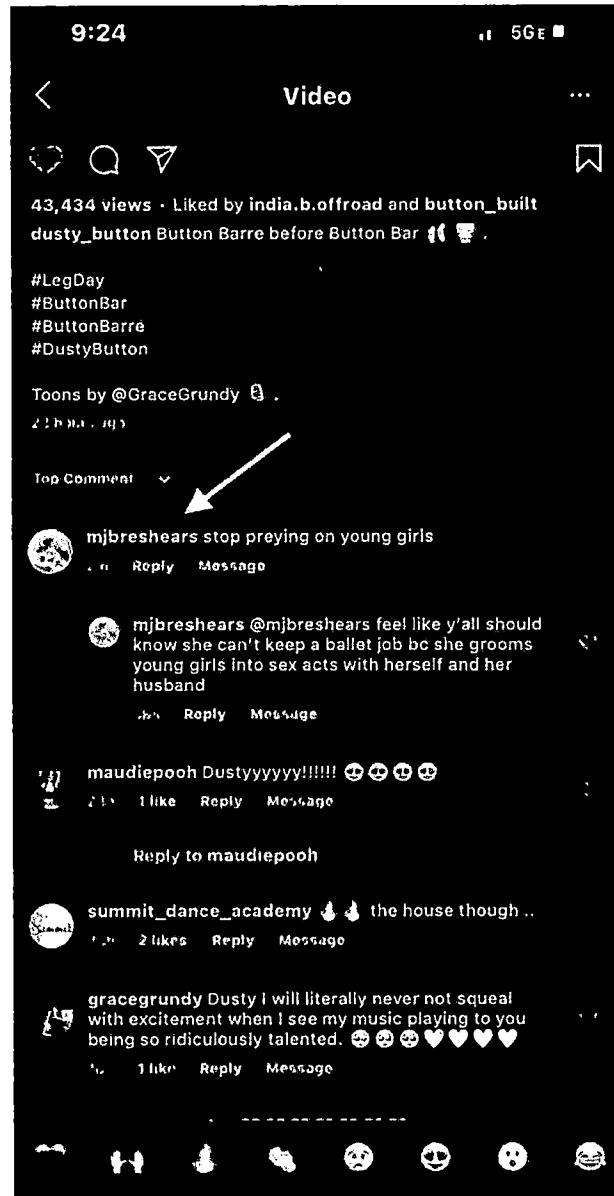 9:24
5GE
Video
43,434 views · Liked by india.b.offroad and button_built
dusty_button Button Barre before Button Bar .
#LegDay
#ButtonBar
#ButtonBarre
#DustyButton
Toons by @GraceGrundy .
Top Comment
mjbreshears stop preying on young girls
Reply Message
mjbreshears @mjbreshears feel like y'all should
know she can't keep a ballet job bc she grooms
young girls into sex acts with herself and her
husband
Reply Message
maudiepooh Dustyyyyyy!!!!!! 😍😍😍😍
1 like Reply Message
Reply to maudiepooh
summit_dance_academy 🔥🔥 the house though ..
Summit
2 likes Reply Message
gracegrundy Dusty I will literally never not squeal
with excitement when I see my music playing to you
being so ridiculously talented.
1 like Reply Message